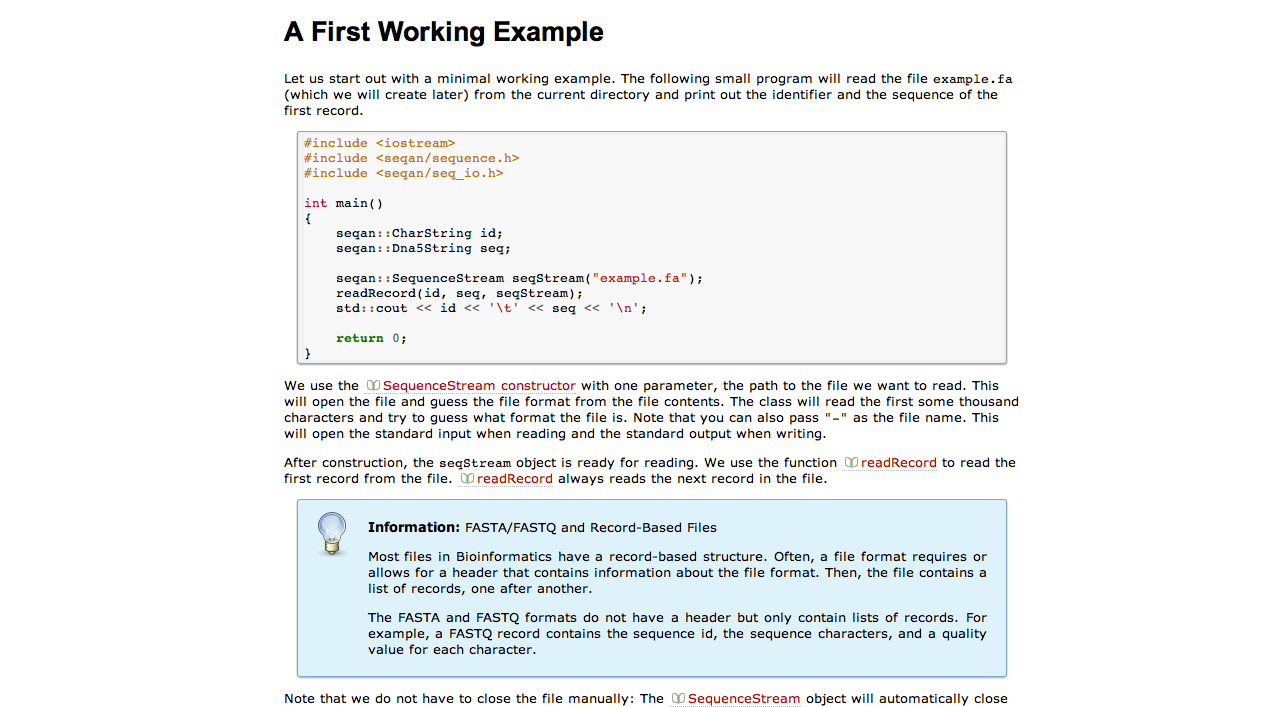 A First Working Example
Let us start out with a minimal working example. The following small program will read the file example.fa
(which we will create later) from the current directory and print out the identifier and the sequence of the
first record.
#include <iostream>
#include <seqan/sequence.h>
#include <seqan/seq_io.h>
int main()
{
    seqan::CharString id;
    seqan::Dna5String seq;
    seqan::SequenceStream seqStream("example.fa");
    readRecord(id, seq, seqStream);
    std::cout << id << '\t' << seq << '\n';
    return 0;
}
We use the SequenceStream constructor with one parameter, the path to the file we want to read. This
will open the file and guess the file format from the file contents. The class will read the first some thousand
characters and try to guess what format the file is. Note that you can also pass "-" as the file name. This
will open the standard input when reading and the standard output when writing.
After construction, the seqStream object is ready for reading. We use the function readRecord to read the
first record from the file. readRecord always reads the next record in the file.
Information: FASTA/FASTQ and Record-Based Files
Most files in Bioinformatics have a record-based structure. Often, a file format requires or
allows for a header that contains information about the file format. Then, the file contains a
list of records, one after another.
The FASTA and FASTQ formats do not have a header but only contain lists of records. For
example, a FASTQ record contains the sequence id, the sequence characters, and a quality
value for each character.
Note that we do not have to close the file manually: The SequenceStream object will automatically close